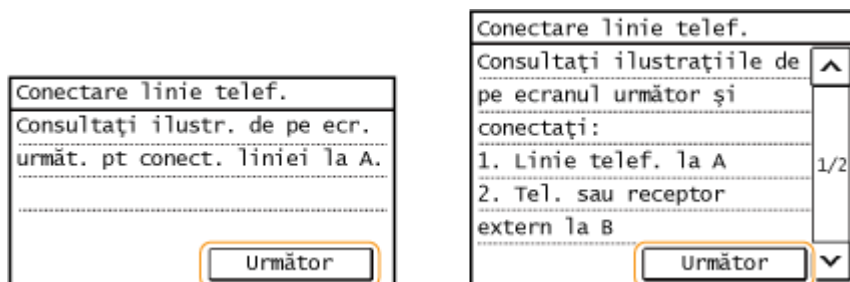 Conectare linie telef.
Consultaţi ilustr. de pe ecr.
următ. pt conect. liniei la A.
Următor
Conectare linie telef.
Consultaţi ilustraţiile de
pe ecranul următor şi
conectaţi:
1. Linie telef. la A
2. Tel. sau receptor
extern la B
1/2
Următor